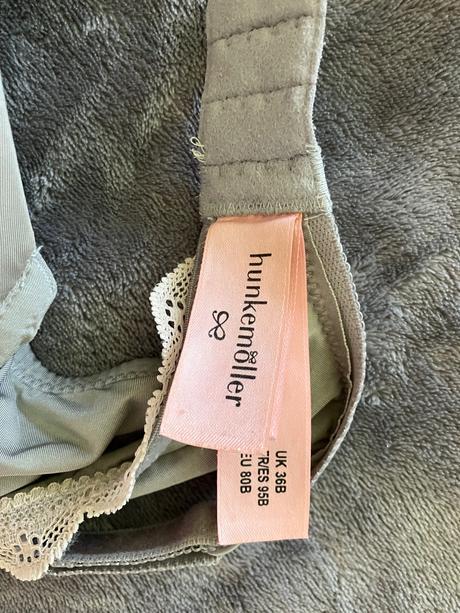 hunkemöller
UK 36B
FR/ES 95B
EU 80B